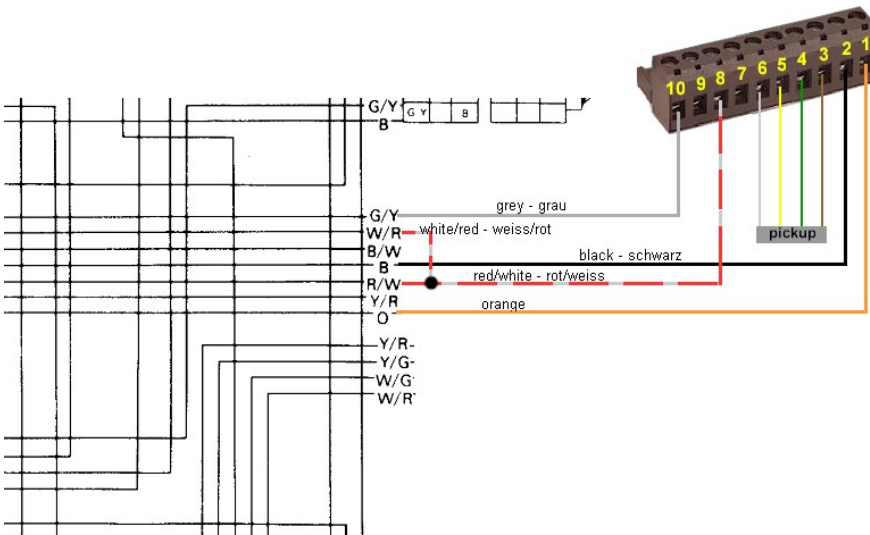 10 9 8 7 6 5 4 3 2 1
G/Y
B
G Y B
G/Y
grey - grau
W/R
white/red - weiss/rot
pickup
B/W
B
black - schwarz
R/W
red/white - rot/weiss
Y/R
orange
O
Y/R
Y/G
W/G
W/R